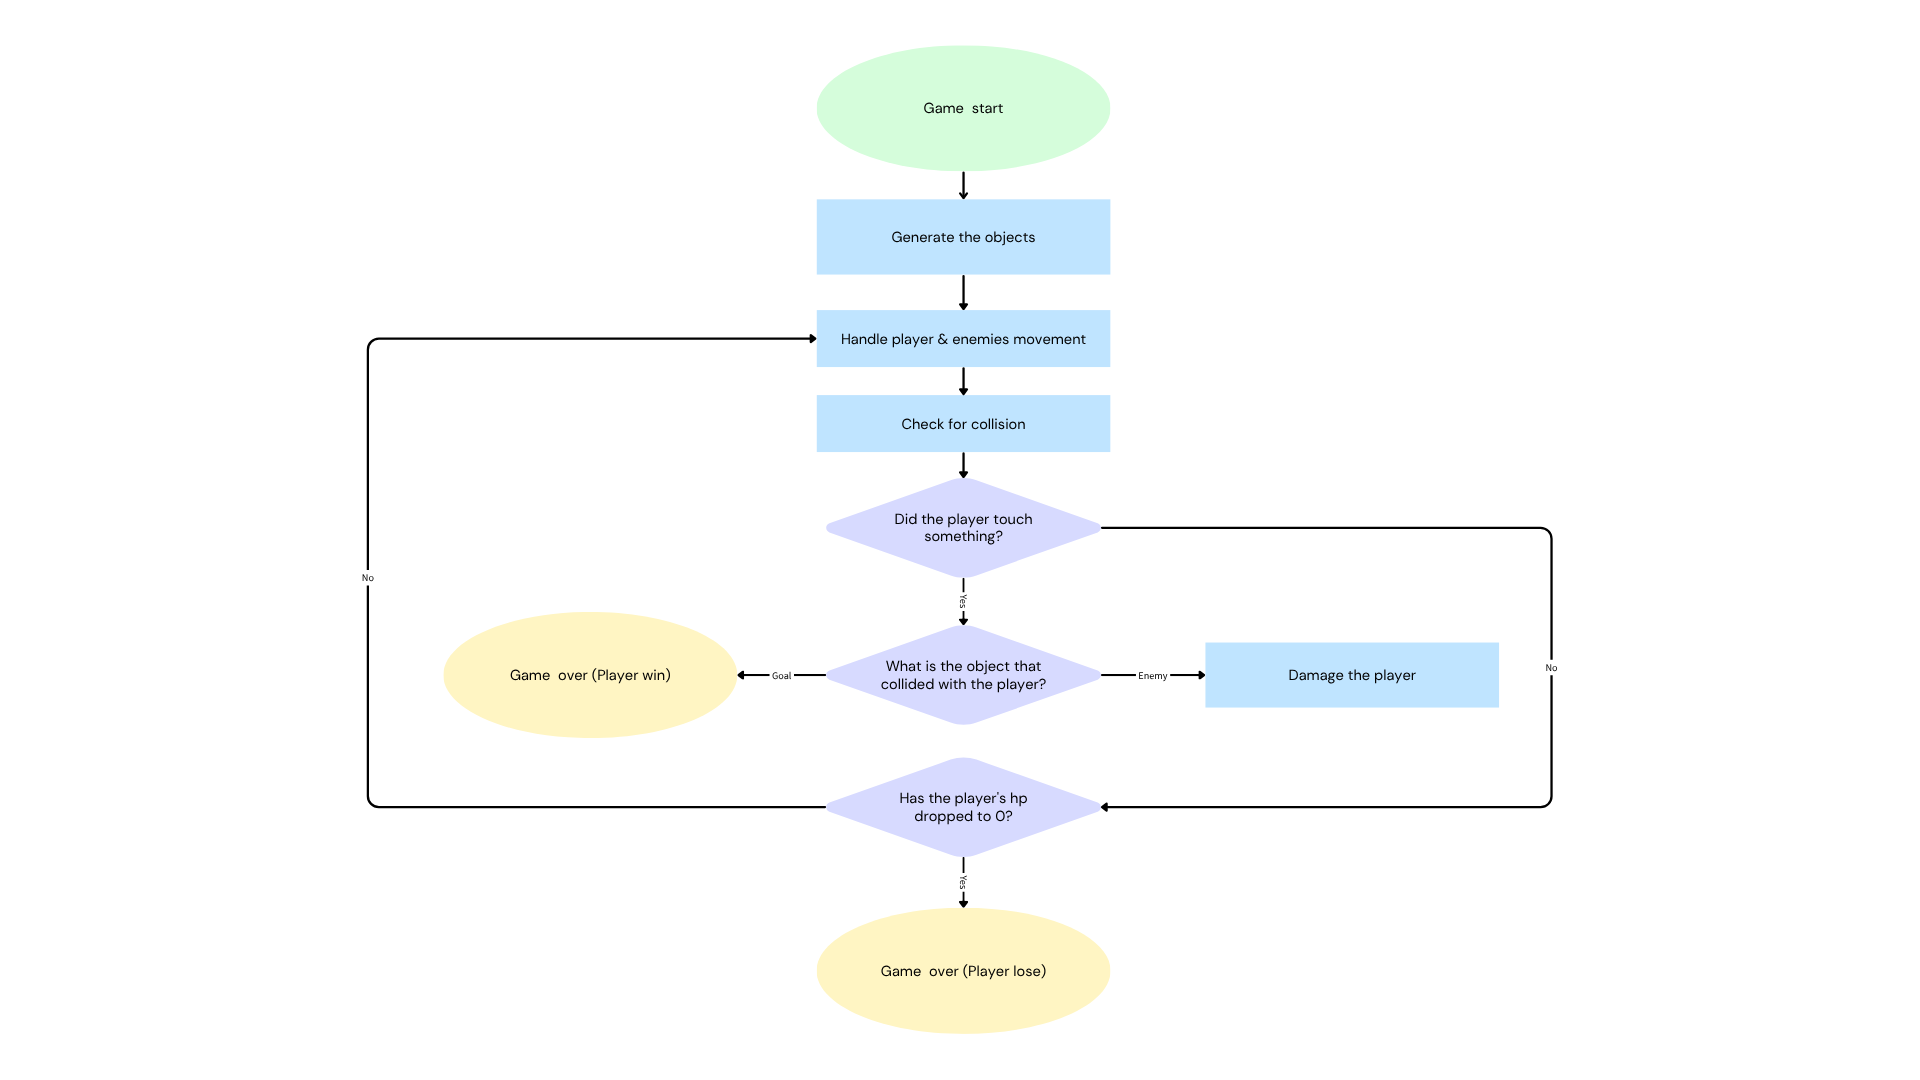 Game  start
Generate the objects
Handle player & enemies movement
Check for collision
Did the player touch
something?
No
No
Yes
Game  over (Player win)
Goal
What is the object that
collided with the player?
Enemy
Damage the player
Has the player's hp
dropped to 0?
Yes
Game  over (Player lose)